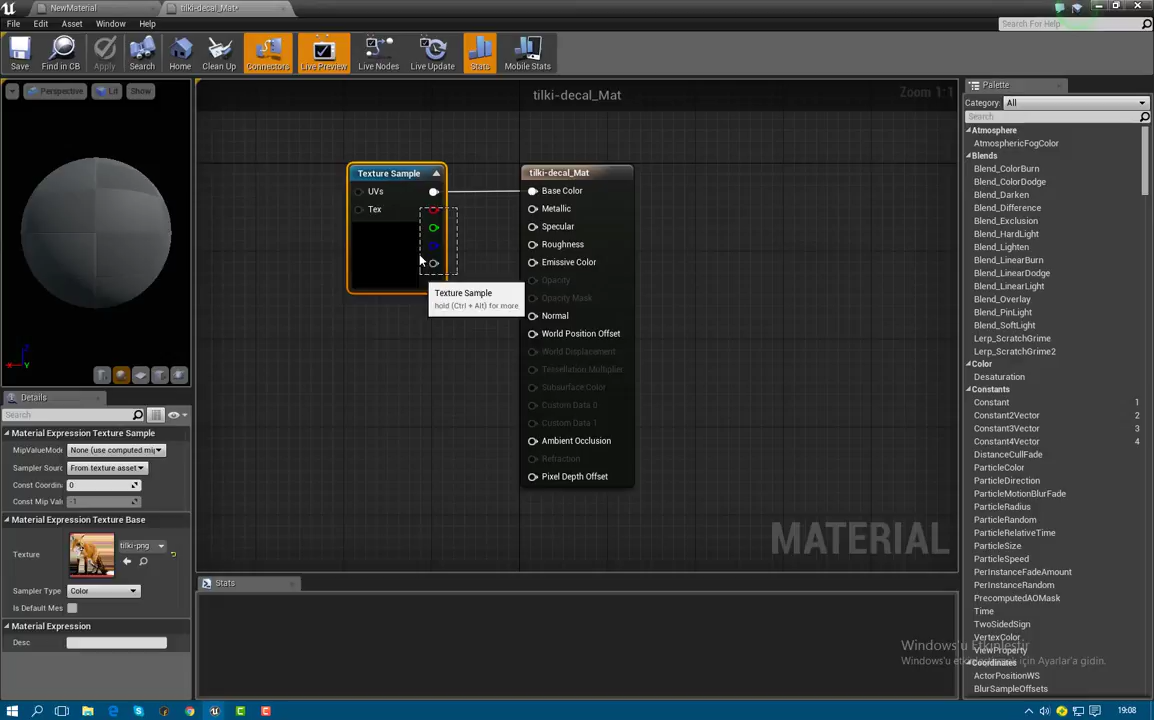 NewMaterial
tilki-decal_Mat*
File Edit Asset Window Help
Search For Help
Save
Find in CB
Apply
Search
Home
Clean Up
Connectors
Live Preview
Live Nodes
Live Update
Stats
Mobile Stats
Perspective
Lit
Show
tilki-decal_Mat
Zoom 1:1
Texture Sample
UVs
Tex
Texture Sample
hold (Ctrl + Alt) for more
tilki-decal_Mat
Base Color
Metallic
Specular
Roughness
Emissive Color
Opacity
Opacity Mask
Normal
World Position Offset
World Displacement
Tessellation Multiplier
Subsurface Color
Custom Data 0
Custom Data 1
Ambient Occlusion
Refraction
Pixel Depth Offset
MATERIAL
Z
X
Y
Details
Search
Material Expression Texture Sample
MipValueMode None (use computed mip
Sampler Sourc From texture asset
Const Coordin 0
Const Mip Valu -1
Material Expression Texture Base
Texture
tilki-png
Sampler Type Color
Is Default Mes
Material Expression
Desc
Stats
Palette
Category: All
Search
Atmosphere
AtmosphericFogColor
Blends
Blend_ColorBurn
Blend_ColorDodge
Blend_Darken
Blend_Difference
Blend_Exclusion
Blend_HardLight
Blend_Lighten
Blend_LinearBurn
Blend_LinearDodge
Blend_LinearLight
Blend_Overlay
Blend_PinLight
Blend_SoftLight
Lerp_ScratchGrime
Lerp_ScratchGrime2
Color
Desaturation
Constants
Constant 1
Constant2Vector 2
Constant3Vector 3
Constant4Vector 4
DistanceCullFade
ParticleColor
ParticleDirection
ParticleMotionBlurFade
ParticleRadius
ParticleRandom
ParticleRelativeTime
ParticleSize
ParticleSpeed
PerInstanceFadeAmount
PerInstanceRandom
PrecomputedAOMask
Time
TwoSidedSign
VertexColor
ViewProperty
Coordinates
ActorPositionWS
BlurSampleOffsets
Windows'u Etkinleştir
Windows'u etkinleştirmek için Ayarlar'a gidin.
19:08